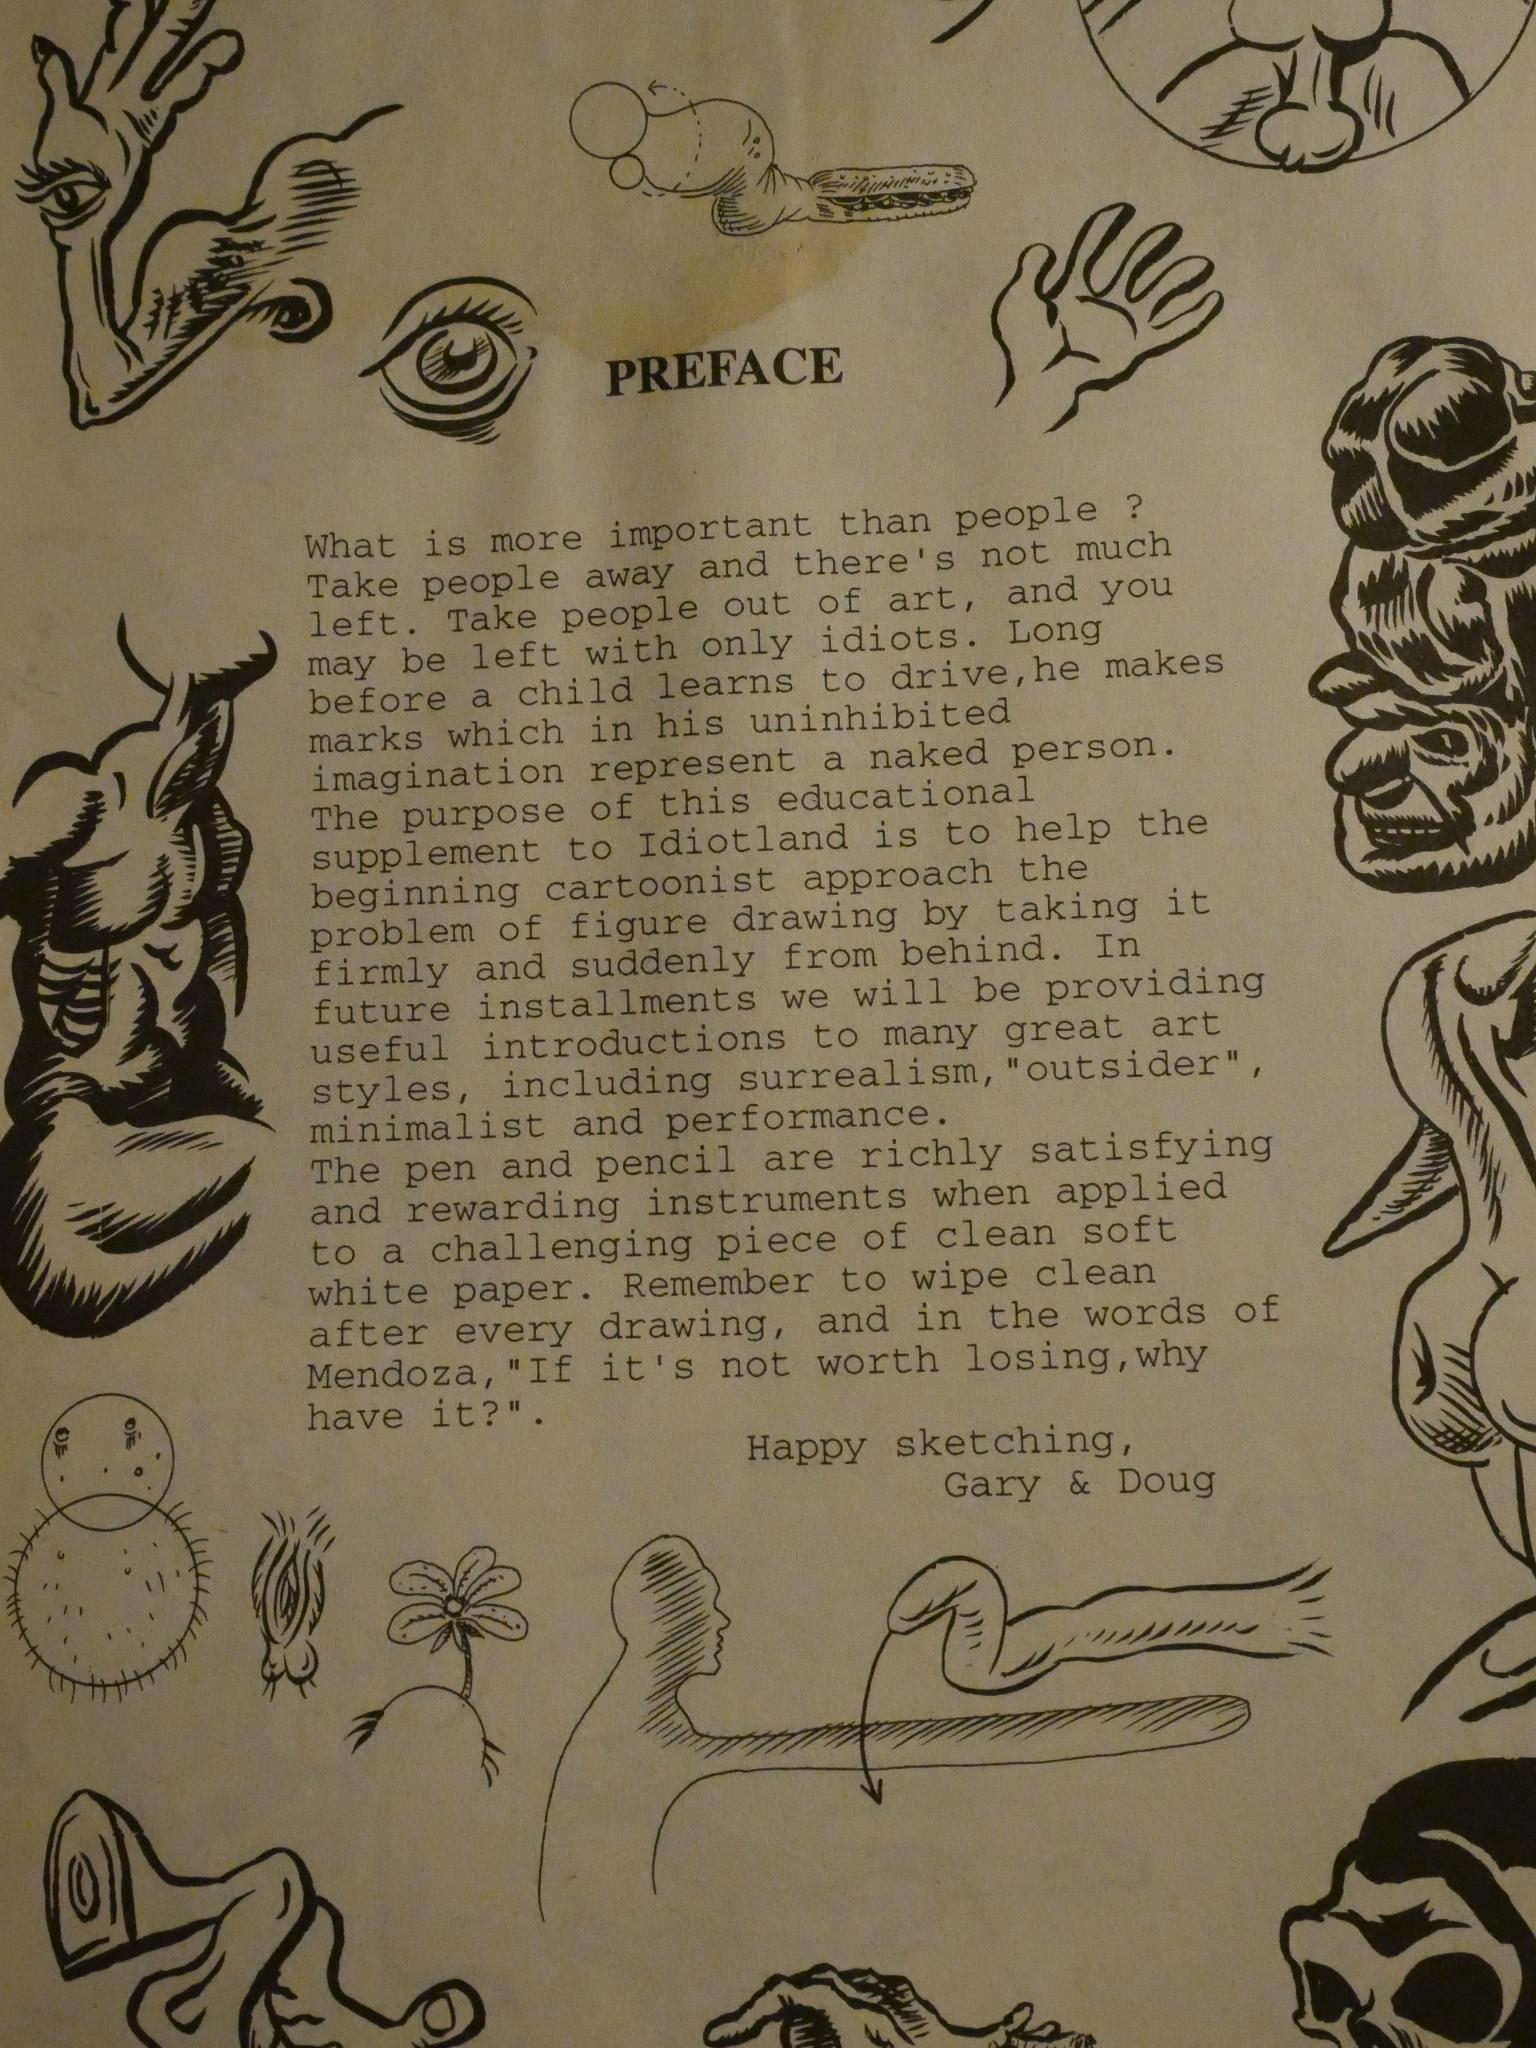 PREFACE
What is more important than people ?
Take people away and there's not much
left. Take people out of art, and you
may be left with only idiots. Long
before a child learns to drive,he makes
marks which in his uninhibited
imagination represent a naked person.
The purpose of this educational
supplement to Idiotland is to help the
beginning cartoonist approach the
problem of figure drawing by taking it
firmly and suddenly from behind. In
future installments we will be providing
useful introductions to many great art
styles, including surrealism,"outsider",
minimalist and performance.
The pen and pencil are richly satisfying
and rewarding instruments when applied
to a challenging piece of clean soft
white paper. Remember to wipe clean
after every drawing, and in the words of
Mendoza,"If it's not worth losing,why
have it?".
Happy sketching,
Gary & Doug